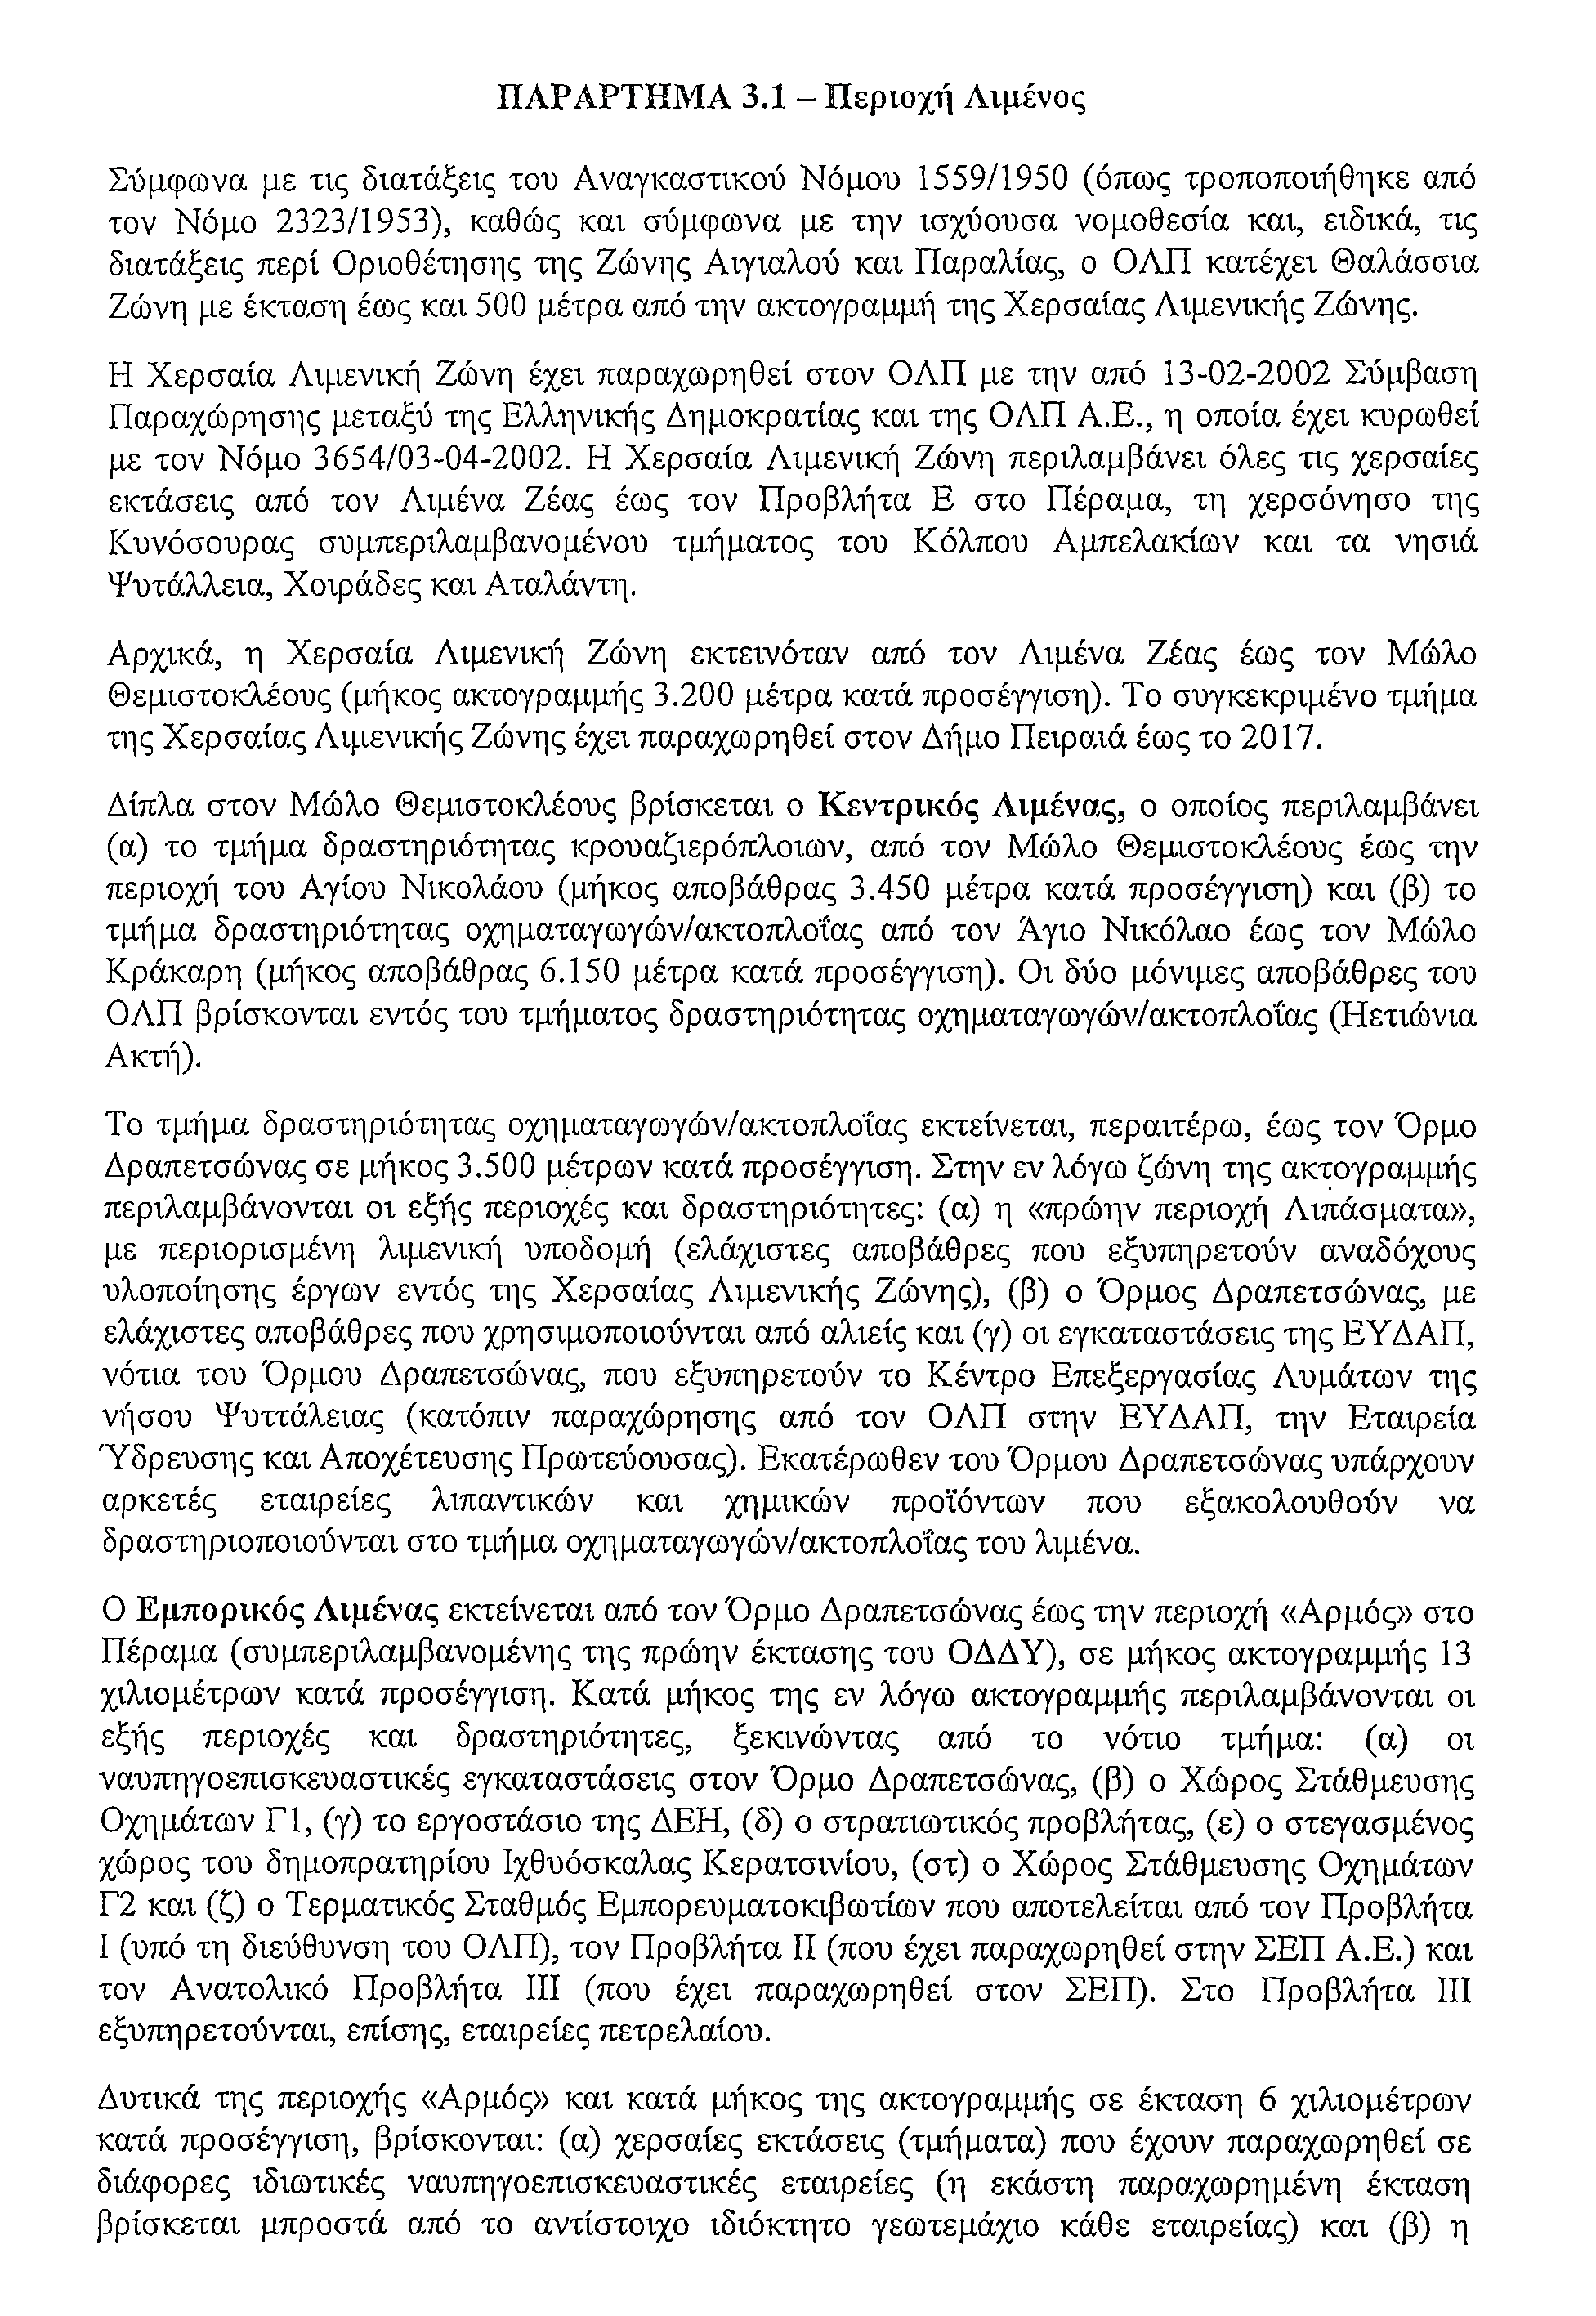 ΠΑΡΑΡΤΗΜΑ 3.1 – Περιοχή Λιμένος
Σύμφωνα με τις διατάξεις του Αναγκαστικού Νόμου 1559/1950 (όπως τροποποιήθηκε από
τον Νόμο 2323/1953), καθώς και σύμφωνα με την ισχύουσα νομοθεσία και, ειδικά, τις
διατάξεις περί Οριοθέτησης της Ζώνης Αιγιαλού και Παραλίας, ο ΟΛΠ κατέχει Θαλάσσια
Ζώνη με έκταση έως και 500 μέτρα από την ακτογραμμή της Χερσαίας Λιμενικής Ζώνης.
Η Χερσαία Λιμενική Ζώνη έχει παραχωρηθεί στον ΟΛΠ με την από 13-02-2002 Σύμβαση
Παραχώρησης μεταξύ της Ελληνικής Δημοκρατίας και της ΟΛΠ Α.Ε., η οποία έχει κυρωθεί
με τον Νόμο 3654/03-04-2002. Η Χερσαία Λιμενική Ζώνη περιλαμβάνει όλες τις χερσαίες
εκτάσεις από τον Λιμένα Ζέας έως τον Προβλήτα Ε στο Πέραμα, τη χερσόνησο της
Κυνόσουρας συμπεριλαμβανομένου τμήματος του Κόλπου Αμπελακίων και τα νησιά
Ψυτάλλεια, Χοιράδες και Αταλάντη.
Αρχικά, η Χερσαία Λιμενική Ζώνη εκτεινόταν από τον Λιμένα Ζέας έως τον Μώλο
Θεμιστοκλέους (μήκος ακτογραμμής 3.200 μέτρα κατά προσέγγιση). Το συγκεκριμένο τμήμα
της Χερσαίας Λιμενικής Ζώνης έχει παραχωρηθεί στον Δήμο Πειραιά έως το 2017.
Δίπλα στον Μώλο Θεμιστοκλέους βρίσκεται ο Κεντρικός Λιμένας, ο οποίος περιλαμβάνει
(α) το τμήμα δραστηριότητας κρουαζιερόπλοιων, από τον Μώλο Θεμιστοκλέους έως την
περιοχή του Αγίου Νικολάου (μήκος αποβάθρας 3.450 μέτρα κατά προσέγγιση) και (β) το
τμήμα δραστηριότητας οχηματαγωγών/ακτοπλοΐας από τον Άγιο Νικόλαο έως τον Μώλο
Κράκαρη (μήκος αποβάθρας 6.150 μέτρα κατά προσέγγιση). Οι δύο μόνιμες αποβάθρες του
ΟΛΠ βρίσκονται εντός του τμήματος δραστηριότητας οχηματαγωγών/ακτοπλοΐας (Ηετιώνια
Ακτή).
Το τμήμα δραστηριότητας οχηματαγωγών/ακτοπλοΐας εκτείνεται, περαιτέρω, έως τον Όρμο
Δραπετσώνας σε μήκος 3.500 μέτρων κατά προσέγγιση. Στην εν λόγω ζώνη της ακτογραμμής
περιλαμβάνονται οι εξής περιοχές και δραστηριότητες: (α) η «πρώην περιοχή Λιπάσματα»,
με περιορισμένη λιμενική υποδομή (ελάχιστες αποβάθρες που εξυπηρετούν αναδόχους
υλοποίησης έργων εντός της Χερσαίας Λιμενικής Ζώνης), (β) ο Όρμος Δραπετσώνας, με
ελάχιστες αποβάθρες που χρησιμοποιούνται από αλιείς και (γ) οι εγκαταστάσεις της ΕΥΔΑΠ,
νότια του Όρμου Δραπετσώνας, που εξυπηρετούν το Κέντρο Επεξεργασίας Λυμάτων της
νήσου Ψυττάλειας (κατόπιν παραχώρησης από τον ΟΛΠ στην ΕΥΔΑΠ, την Εταιρεία
Ύδρευσης και Αποχέτευσης Πρωτεύουσας). Εκατέρωθεν του Όρμου Δραπετσώνας υπάρχουν
αρκετές εταιρείες λιπαντικών και χημικών προϊόντων που εξακολουθούν να
δραστηριοποιούνται στο τμήμα οχηματαγωγών/ακτοπλοΐας του λιμένα.
Ο Εμπορικός Λιμένας εκτείνεται από τον Όρμο Δραπετσώνας έως την περιοχή «Αρμός» στο
Πέραμα (συμπεριλαμβανομένης της πρώην έκτασης του ΟΔΔΥ), σε μήκος ακτογραμμής 13
χιλιομέτρων κατά προσέγγιση. Κατά μήκος της εν λόγω ακτογραμμής περιλαμβάνονται οι
εξής περιοχές και δραστηριότητες, ξεκινώντας από το νότιο τμήμα: (α) οι
ναυπηγοεπισκευαστικές εγκαταστάσεις στον Όρμο Δραπετσώνας, (β) ο Χώρος Στάθμευσης
Οχημάτων Γ1, (γ) το εργοστάσιο της ΔΕΗ, (δ) ο στρατιωτικός προβλήτας, (ε) ο στεγασμένος
χώρος του δημοπρατηρίου Ιχθυόσκαλας Κερατσινίου, (στ) ο Χώρος Στάθμευσης Οχημάτων
Γ2 και (ζ) ο Τερματικός Σταθμός Εμπορευματοκιβωτίων που αποτελείται από τον Προβλήτα
Ι (υπό τη διεύθυνση του ΟΛΠ), τον Προβλήτα ΙΙ (που έχει παραχωρηθεί στην ΣΕΠ Α.Ε.) και
τον Ανατολικό Προβλήτα ΙΙΙ (που έχει παραχωρηθεί στον ΣΕΠ). Στο Προβλήτα ΙΙΙ
εξυπηρετούνται, επίσης, εταιρείες πετρελαίου.
Δυτικά της περιοχής «Αρμός» και κατά μήκος της ακτογραμμής σε έκταση 6 χιλιομέτρων
κατά προσέγγιση, βρίσκονται: (α) χερσαίες εκτάσεις (τμήματα) που έχουν παραχωρηθεί σε
διάφορες ιδιωτικές ναυπηγοεπισκευαστικές εταιρείες (η εκάστη παραχωρημένη έκταση
βρίσκεται μπροστά από το αντίστοιχο ιδιόκτητο γεωτεμάχιο κάθε εταιρείας) και (β) η